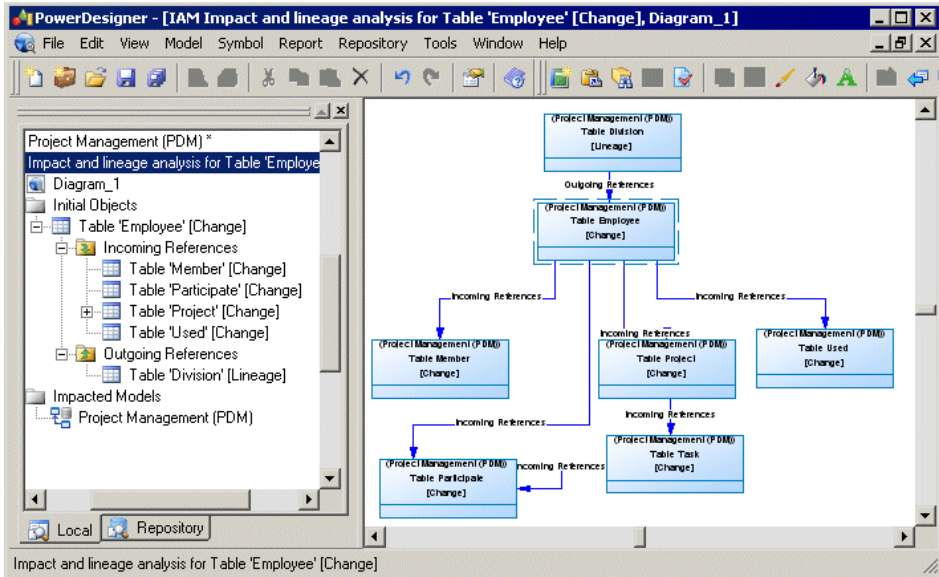 PowerDesigner - [IAM Impact and lineage analysis for Table 'Employee' [Change], Diagram_1]
File Edit View Model Symbol Report Repository Tools Window Help
Project Management (PDM) *
Impact and lineage analysis for Table 'Employe
Diagram_1
Initial Objects
Table 'Employee' [Change]
Incoming References
Table 'Member' [Change]
Table 'Participate' [Change]
Table 'Project' [Change]
Table 'Used' [Change]
Outgoing References
Table 'Division' [Lineage]
Impacted Models
Project Management (PDM)
Local Repository
(Project Management (PDM))
Table Division
[Lineage]
Outgoing References
(Project Management (PDM))
Table Employee
[Change]
Incoming References
Incoming References
Incoming References
(Project Management (PDM))
Table Member
[Change]
(Project Management (PDM))
Table Project
[Change]
(Project Management (PDM))
Table Used
[Change]
Incoming References
Incoming References
(Project Management (PDM))
Table Task
[Change]
(Project Management (PDM))
Table Participate
[Change]
Incoming References
Impact and lineage analysis for Table 'Employee' [Change]